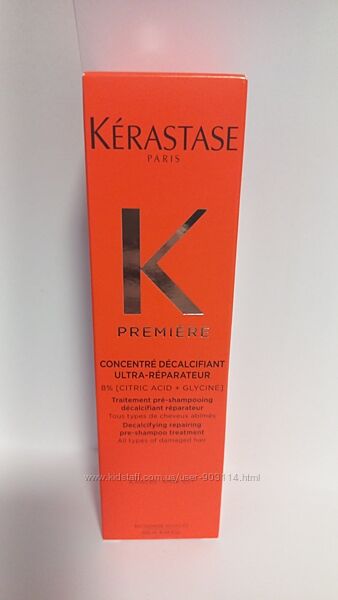 KÉRASTASE
PARIS
K
PREMIÈRE
CONCENTRÉ DÉCALCIFIANT
ULTRA-RÉPARATEUR
8% [CITRIC ACID + GLYCINE]
Traitement pré-shampooing
décalcifiant réparateur
Tous types de cheveux abîmés
Decalcifying repairing
pre-shampoo treatment
All types of damaged hair
www.kidstaff.com.ua/user-903114.html